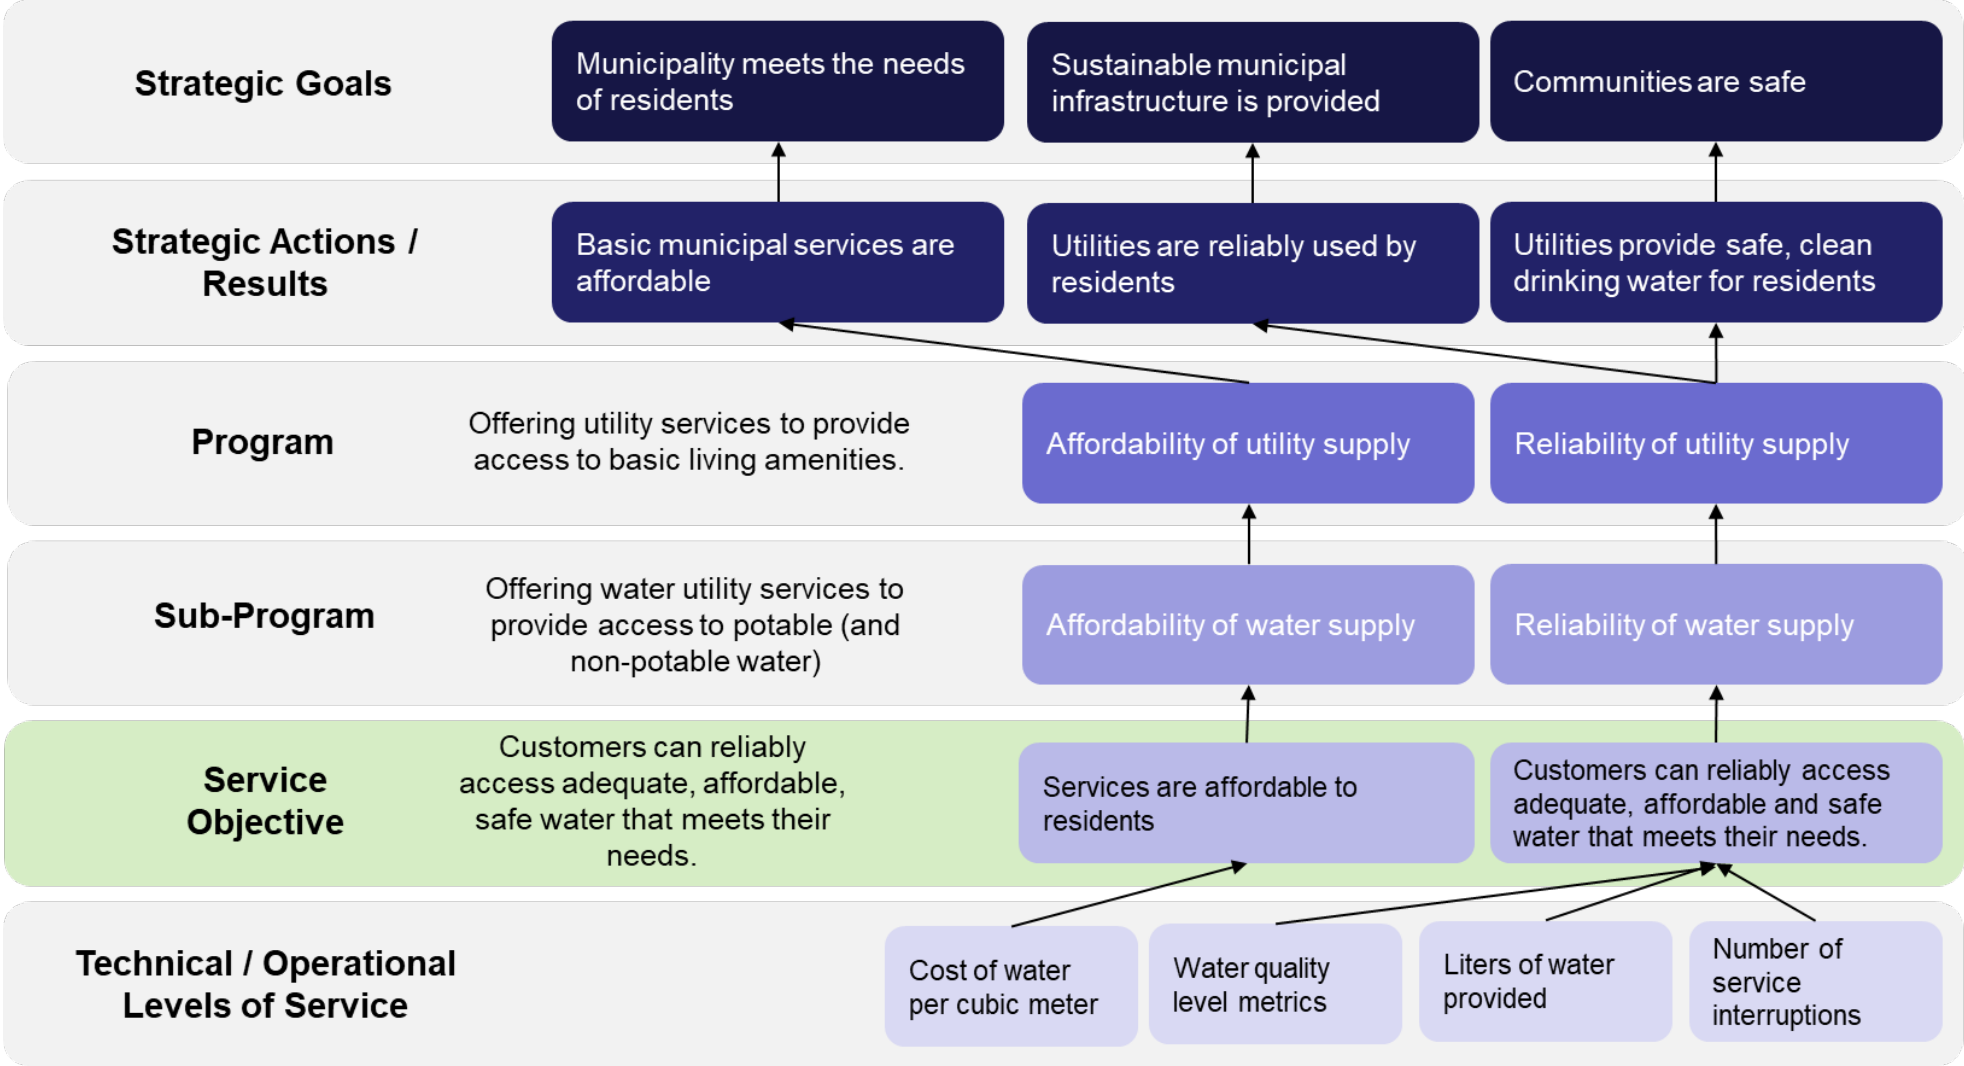 Strategic Goals
Municipality meets the needs
of residents
Sustainable municipal
infrastructure is provided
Communities are safe
Strategic Actions /
Results
Basic municipal services are
affordable
Utilities are reliably used by
residents
Utilities provide safe, clean
drinking water for residents
Program
Offering utility services to provide
access to basic living amenities.
Affordability of utility supply
Reliability of utility supply
Sub-Program
Offering water utility services to
provide access to potable (and
non-potable water)
Affordability of water supply
Reliability of water supply
Service
Objective
Customers can reliably
access adequate, affordable,
safe water that meets their
needs.
Services are affordable to
residents
Customers can reliably access
adequate, affordable and safe
water that meets their needs.
Technical / Operational
Levels of Service
Cost of water
per cubic meter
Water quality
level metrics
Liters of water
provided
Number of
service
interruptions